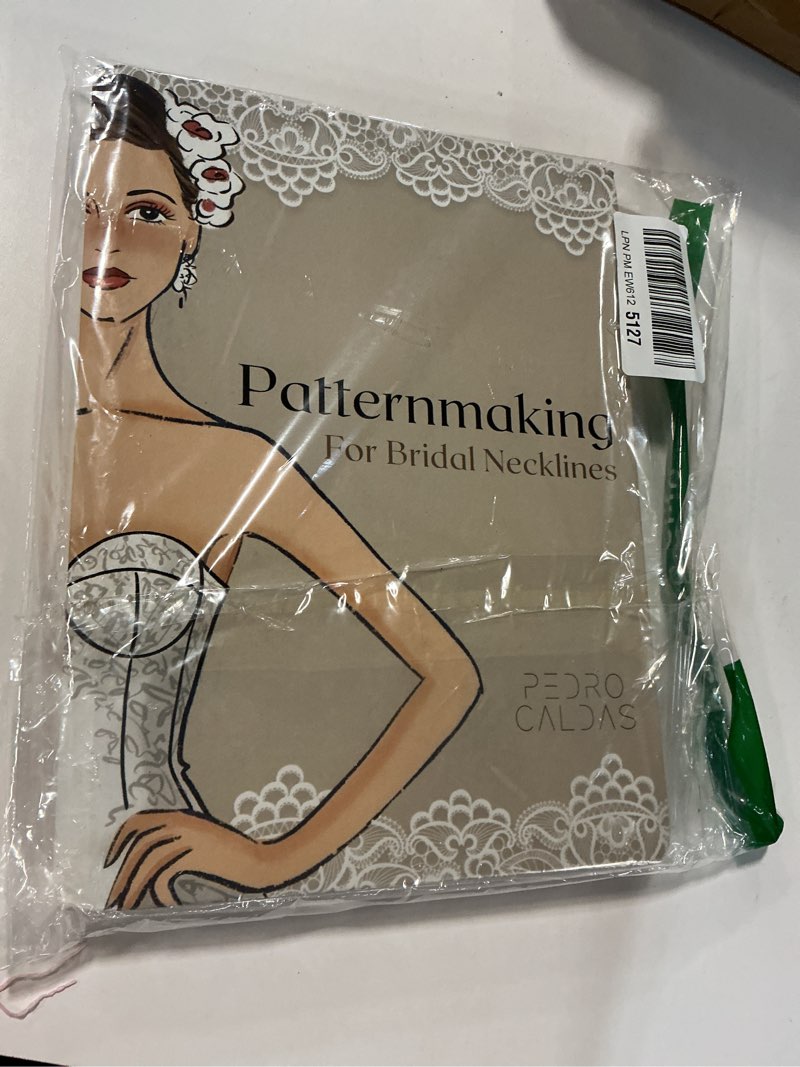 Patternmaking
For Bridal Necklines
PEDRO
CALDAS
LPN PM EW612 5127